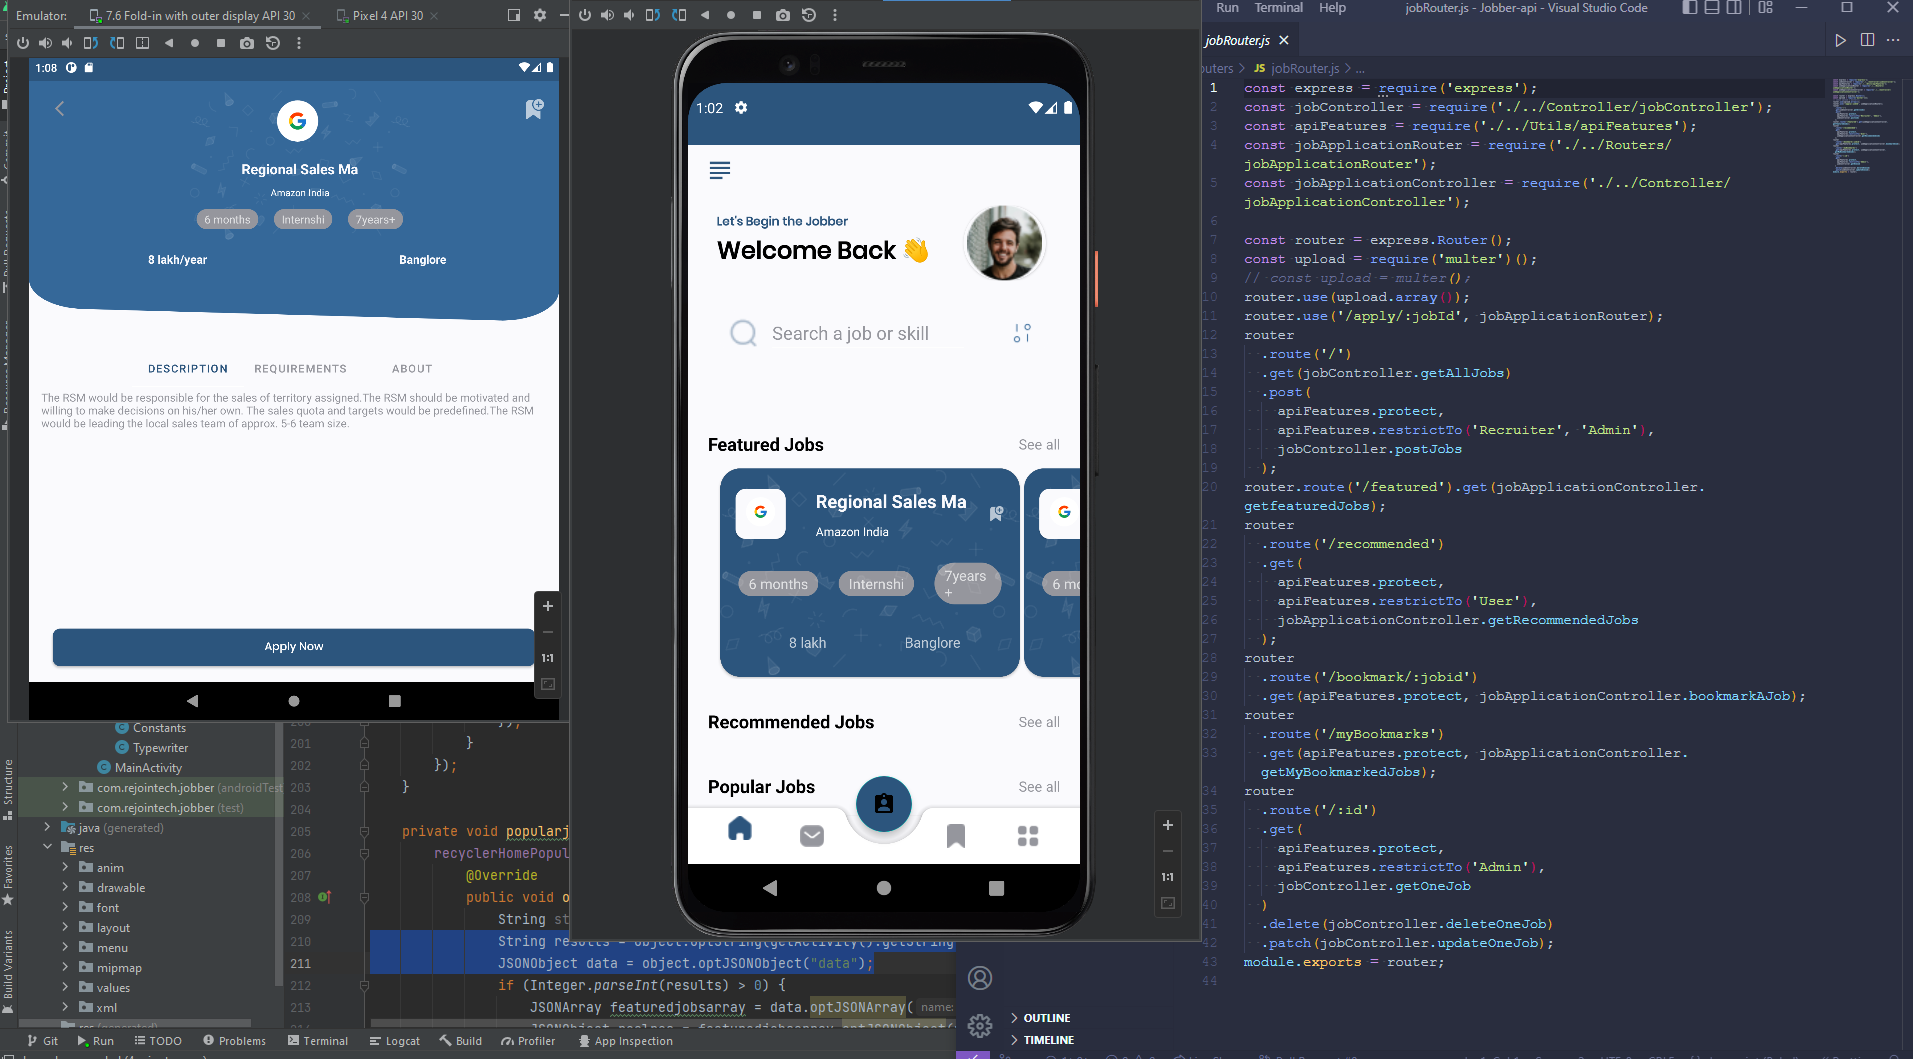 Emulator:
7.6 Fold-in with outer display API 30
Pixel 4 API 30
1:08
Regional Sales Ma
Amazon India
6 months
Internshi
7years+
8 lakh/year
Banglore
DESCRIPTION
REQUIREMENTS
ABOUT
The RSM would be responsible for the sales of territory assigned.The RSM should be motivated and
willing to make decisions on his/her own. The sales quota and targets would be predefined.The RSM
would be leading the local sales team of approx. 5-6 team size.
Apply Now
1:1
Constants
Typewriter
MainActivity
com.rejointech.jobber (androidTest
com.rejointech.jobber (test)
java (generated)
res
anim
drawable
font
layout
menu
mipmap
values
xml
Structure
Favorites
Build Variants
201 }
202 });
203 }
204
205 private void popularj
206 recyclerHomePopul
207 @Override
208 public void o
209 String st
210 String results = object.optString(getActivity().getString
211 JSONObject data = object.optJSONObject("data");
212 if (Integer.parseInt(results) > 0) {
213 JSONArray featuredjobsarray = data.optJSONArray( name:
Git
Run
TODO
Problems
Terminal
Logcat
Build
Profiler
App Inspection
1:02
Let's Begin the Jobber
Welcome Back 👋
Search a job or skill
Featured Jobs
See all
Regional Sales Ma
Amazon India
6 months
Internshi
7years
+
8 lakh
Banglore
6 mo
Recommended Jobs
See all
Popular Jobs
See all
1:1
Run
Terminal
Help
jobRouter.js - Jobber-api - Visual Studio Code
jobRouter.js
uters > JS jobRouter.js > ...
1 const express = require('express');
2 const jobController = require('./../Controller/jobController');
3 const apiFeatures = require('./../Utils/apiFeatures');
4 const jobApplicationRouter = require('./../Routers/
jobApplicationRouter');
5 const jobApplicationController = require('./../Controller/
jobApplicationController');
6
7 const router = express.Router();
8 const upload = require('multer')();
9 // const upload = multer();
10 router.use(upload.array());
11 router.use('/apply/:jobId', jobApplicationRouter);
12 router
13 .route('/')
14 .get(jobController.getAllJobs)
15 .post(
16 apiFeatures.protect,
17 apiFeatures.restrictTo('Recruiter', 'Admin'),
18 jobController.postJobs
19 );
20 router.route('/featured').get(jobApplicationController.
getfeaturedJobs);
21 router
22 .route('/recommended')
23 .get(
24 apiFeatures.protect,
25 apiFeatures.restrictTo('User'),
26 jobApplicationController.getRecommendedJobs
27 );
28 router
29 .route('/bookmark/:jobid')
30 .get(apiFeatures.protect, jobApplicationController.bookmarkAJob);
31 router
32 .route('/myBookmarks')
33 .get(apiFeatures.protect, jobApplicationController.
getMyBookmarkedJobs);
34 router
35 .route('/:id')
36 .get(
37 apiFeatures.protect,
38 apiFeatures.restrictTo('Admin'),
39 jobController.getOneJob
40 )
41 .delete(jobController.deleteOneJob)
42 .patch(jobController.updateOneJob);
43 module.exports = router;
44
OUTLINE
TIMELINE